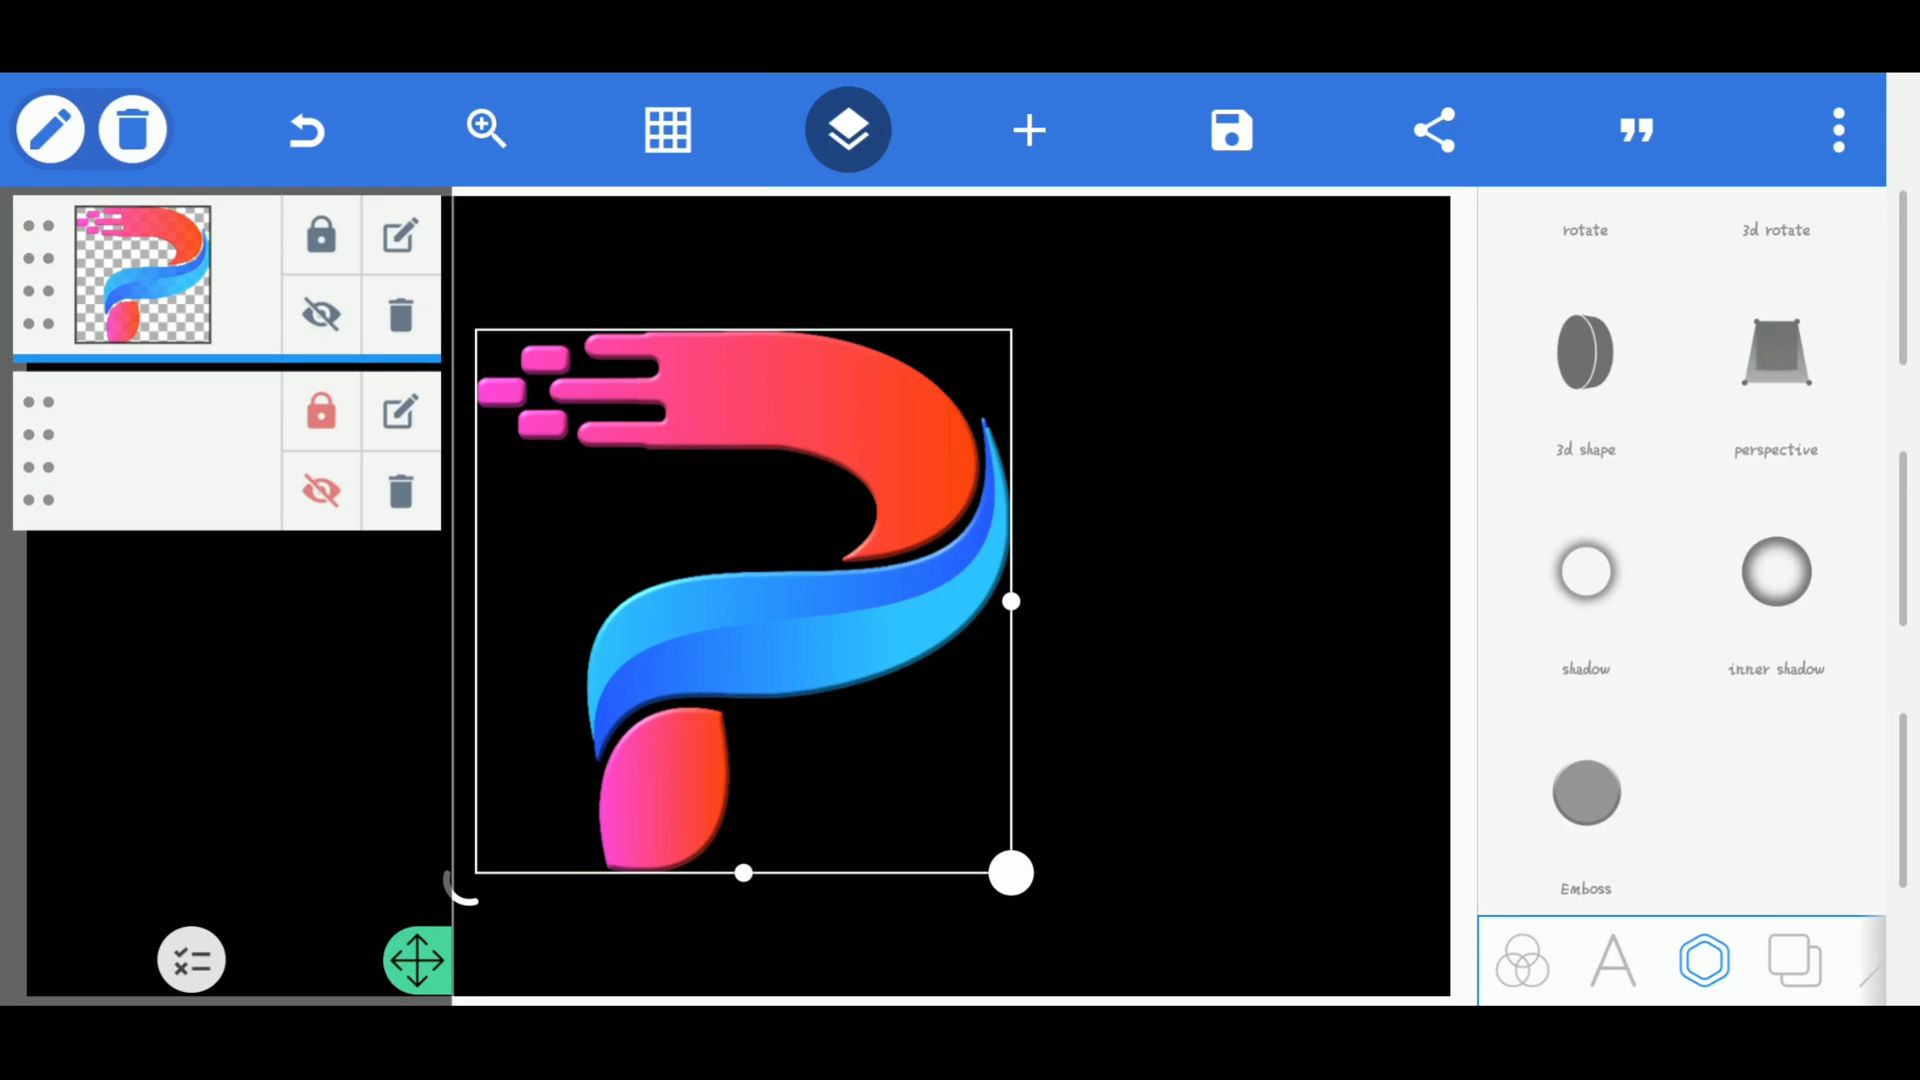 rotate
3d rotate
3d shape
perspective
shadow
inner shadow
Emboss